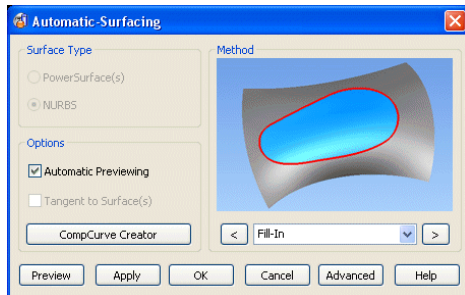 Automatic-Surfacing
Surface Type
PowerSurface(s)
NURBS
Options
Automatic Previewing
Tangent to Surface(s)
CompCurve Creator
Method
< Fill-In >
Preview Apply OK Cancel Advanced Help